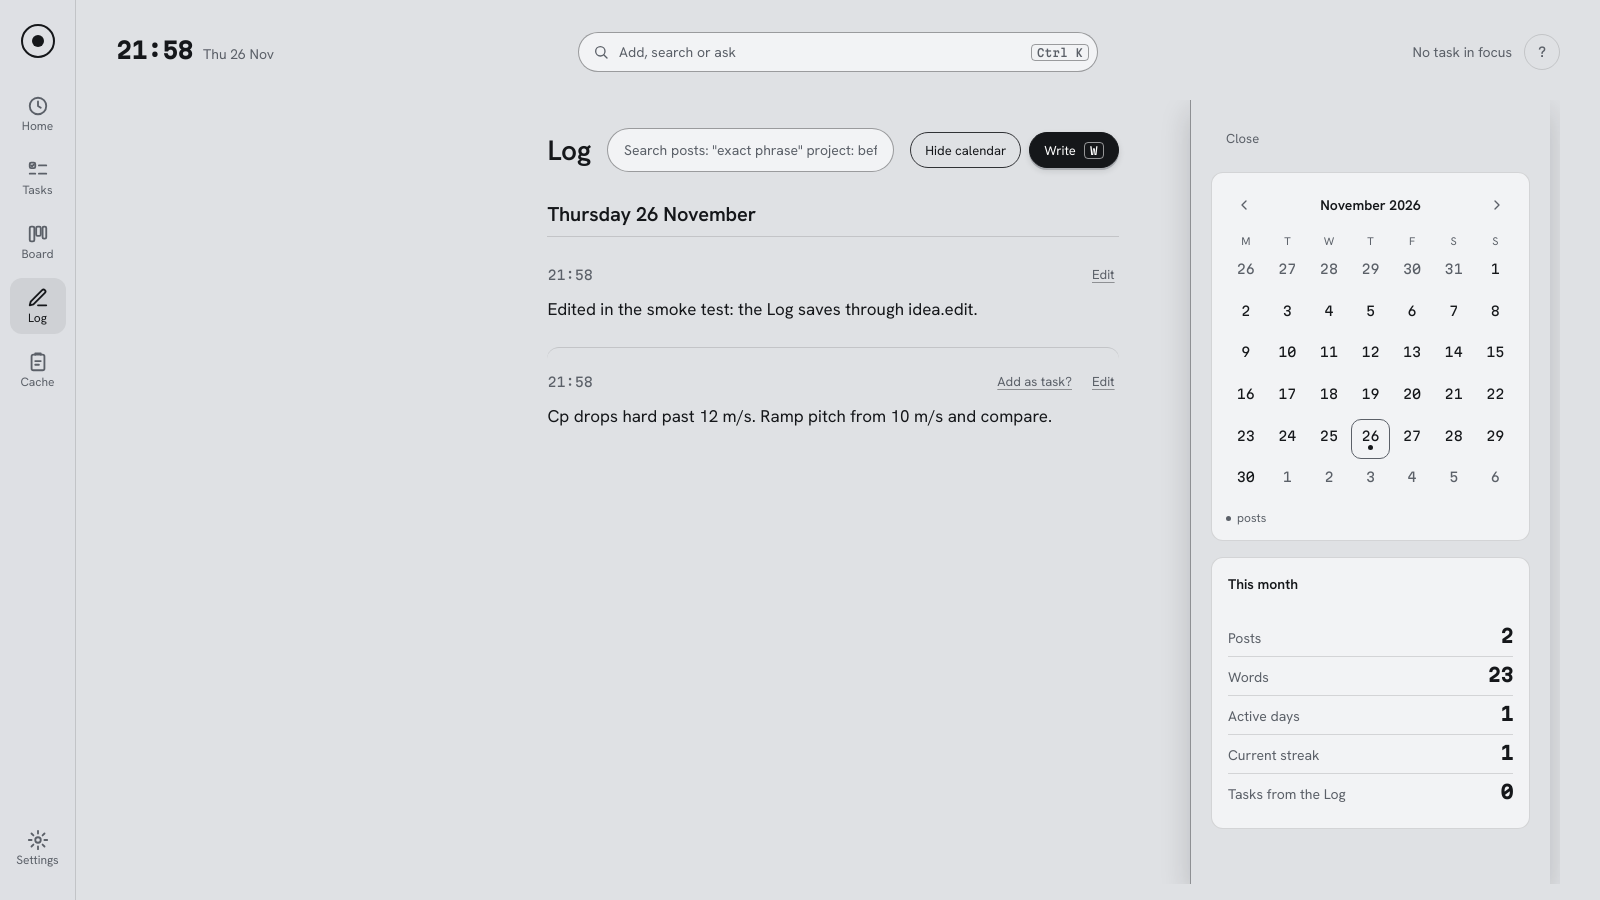 21:58 Thu 26 Nov
Add, search or ask Ctrl K
No task in focus ?
Home
Tasks
Board
Log
Cache
Settings
Log
Search posts: "exact phrase" project: bef
Hide calendar
Write W
Thursday 26 November
21:58 Edit
Edited in the smoke test: the Log saves through idea.edit.
21:58 Add as task? Edit
Cp drops hard past 12 m/s. Ramp pitch from 10 m/s and compare.
Close
November 2026
M T W T F S S
26 27 28 29 30 31 1
2 3 4 5 6 7 8
9 10 11 12 13 14 15
16 17 18 19 20 21 22
23 24 25 26 27 28 29
30 1 2 3 4 5 6
posts
This month
Posts 2
Words 23
Active days 1
Current streak 1
Tasks from the Log 0